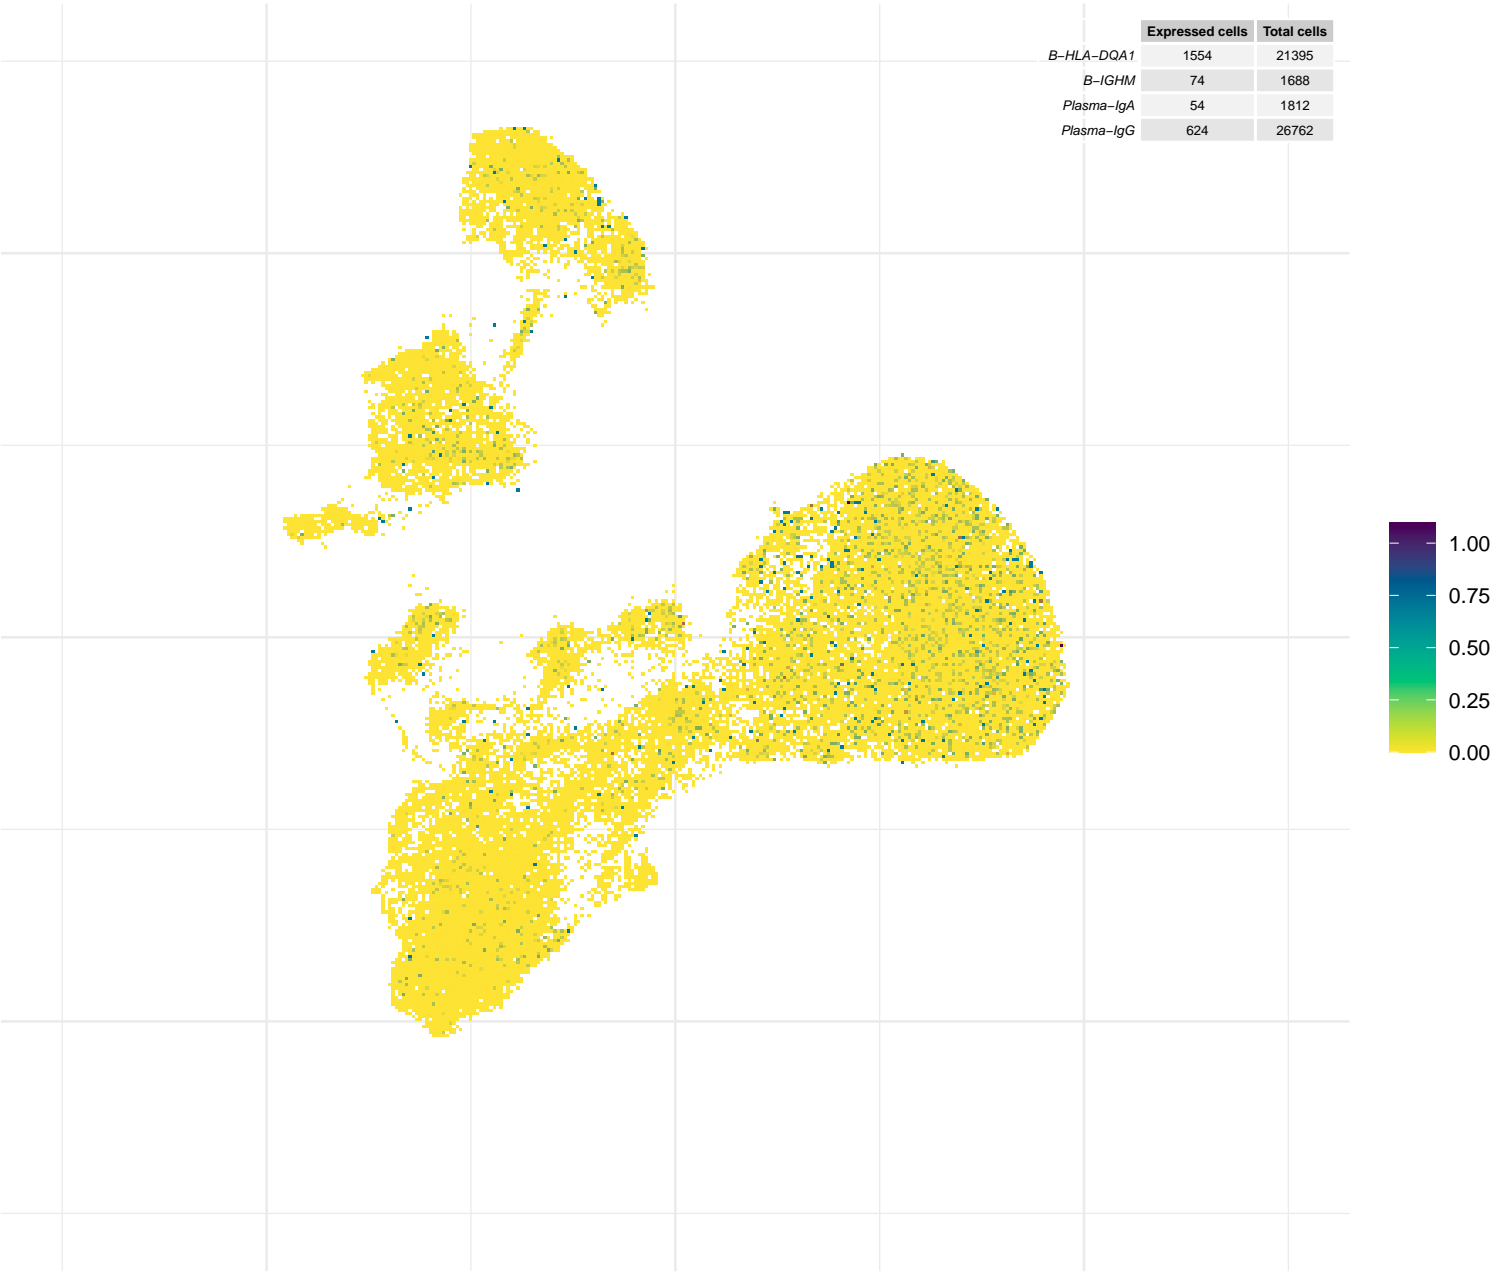 Expressed cells Total cells
B−HLA−DQA1 1554 21395
B−IGHM 74 1688
Plasma−IgA 54 1812
Plasma−IgG 624 26762
1.00
0.75
0.50
0.25
0.00